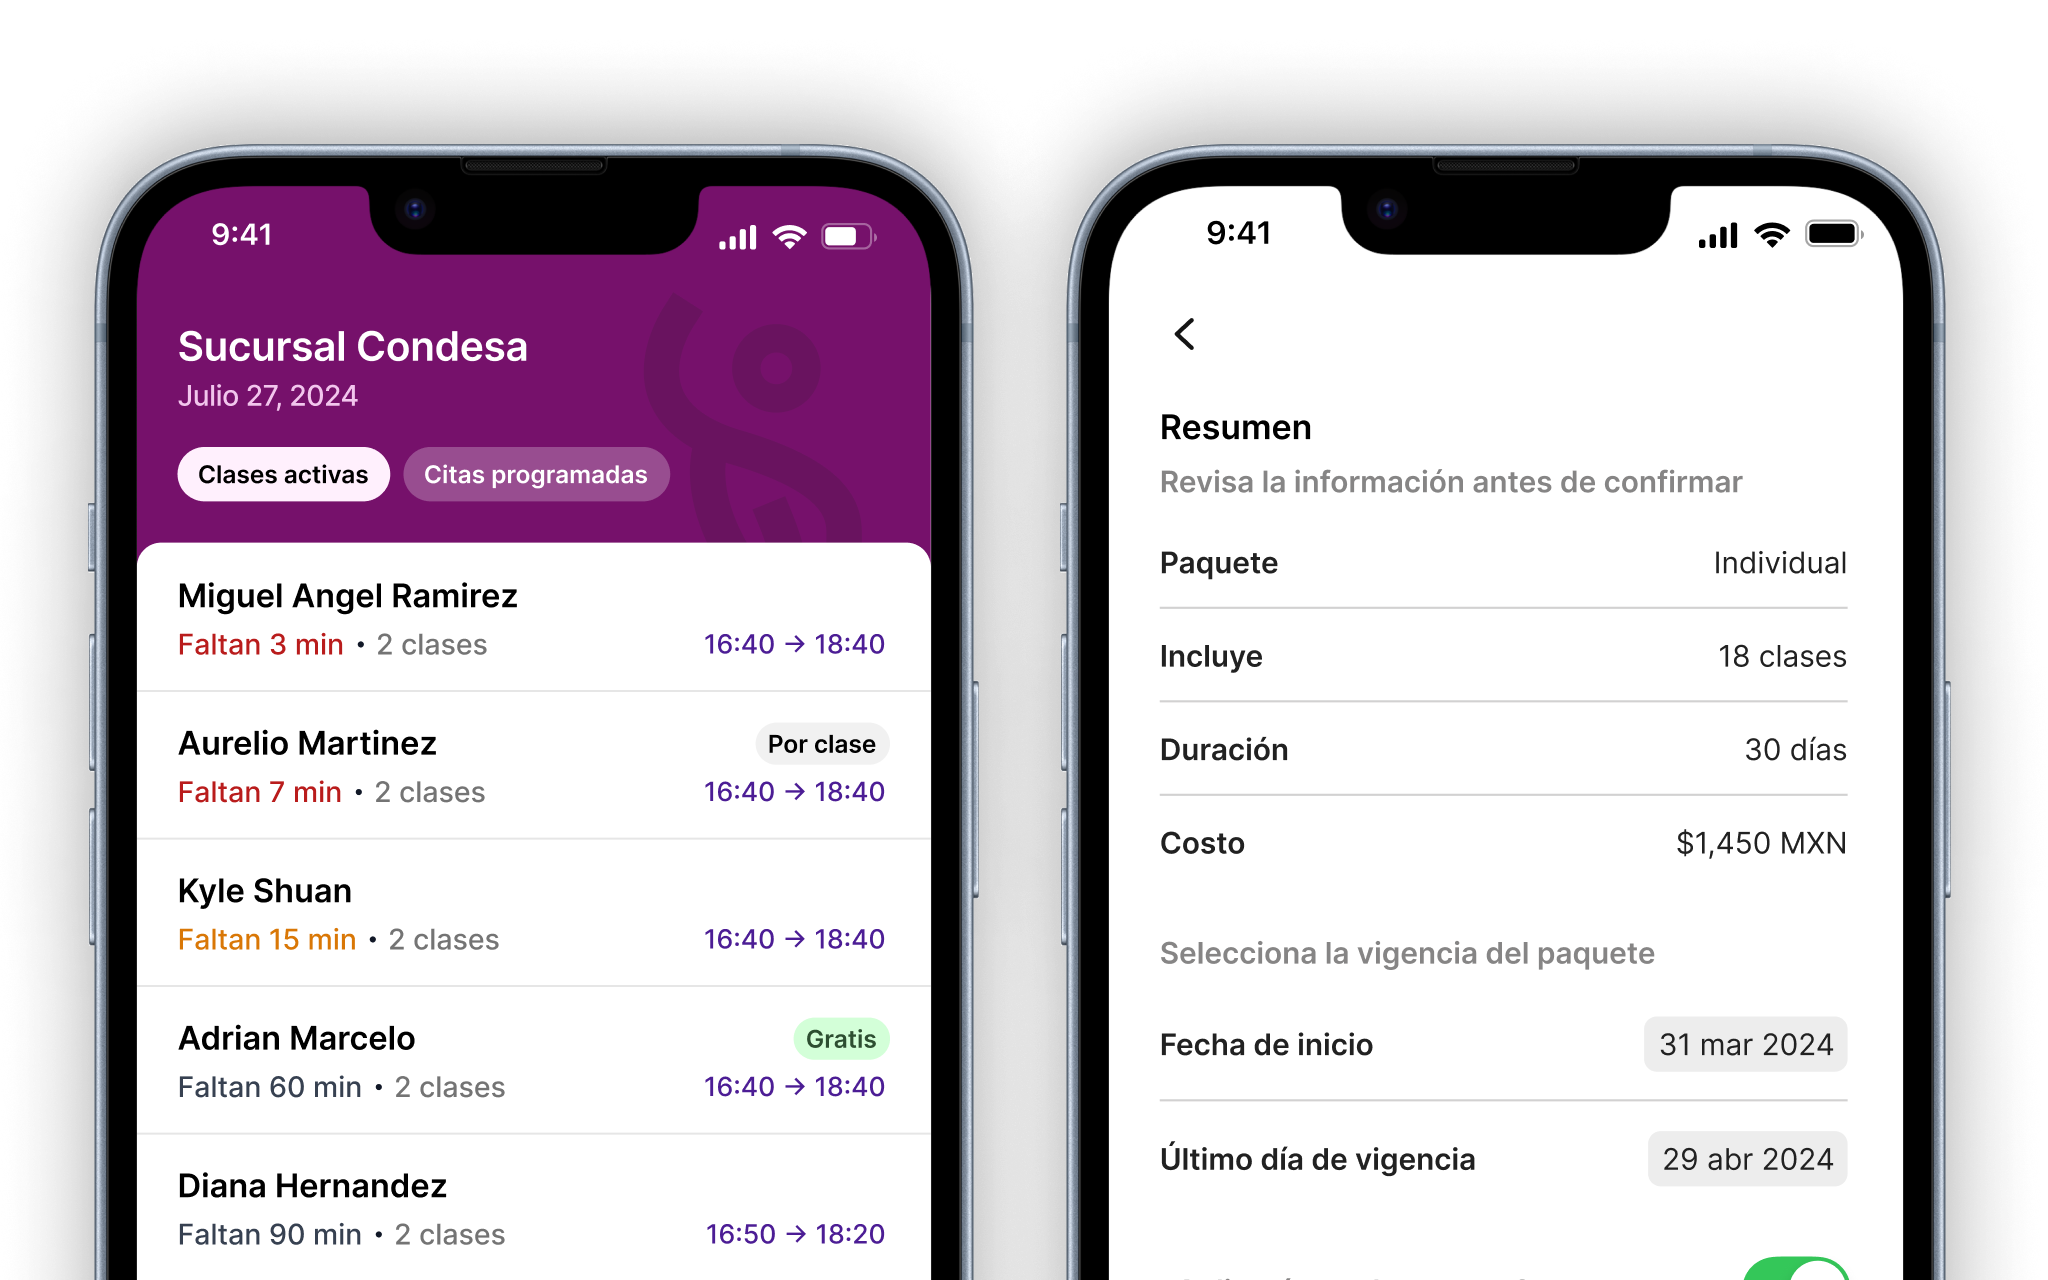 9:41
Sucursal Condesa
Julio 27, 2024
Clases activas
Citas programadas
Miguel Angel Ramirez
Faltan 3 min • 2 clases
16:40 → 18:40
Aurelio Martinez
Por clase
Faltan 7 min • 2 clases
16:40 → 18:40
Kyle Shuan
Faltan 15 min • 2 clases
16:40 → 18:40
Adrian Marcelo
Gratis
Faltan 60 min • 2 clases
16:40 → 18:40
Diana Hernandez
Faltan 90 min • 2 clases
16:50 → 18:20
9:41
Resumen
Revisa la información antes de confirmar
Paquete
Individual
Incluye
18 clases
Duración
30 días
Costo
$1,450 MXN
Selecciona la vigencia del paquete
Fecha de inicio
31 mar 2024
Último día de vigencia
29 abr 2024